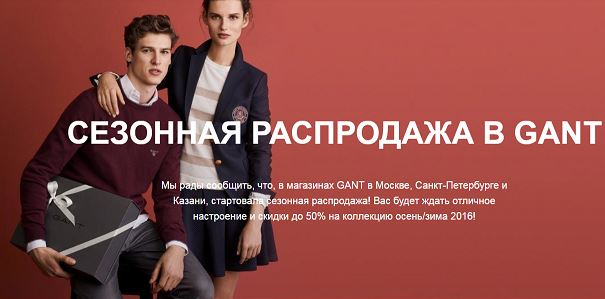 СЕЗОННАЯ РАСПРОДАЖА В GANT
Мы рады сообщить, что, в магазинах GANT в Москве, Санкт-Петербурге и
Казани, стартовала сезонная распродажа! Вас будет ждать отличное
настроение и скидки до 50% на коллекцию осень/зима 2016!
GANT